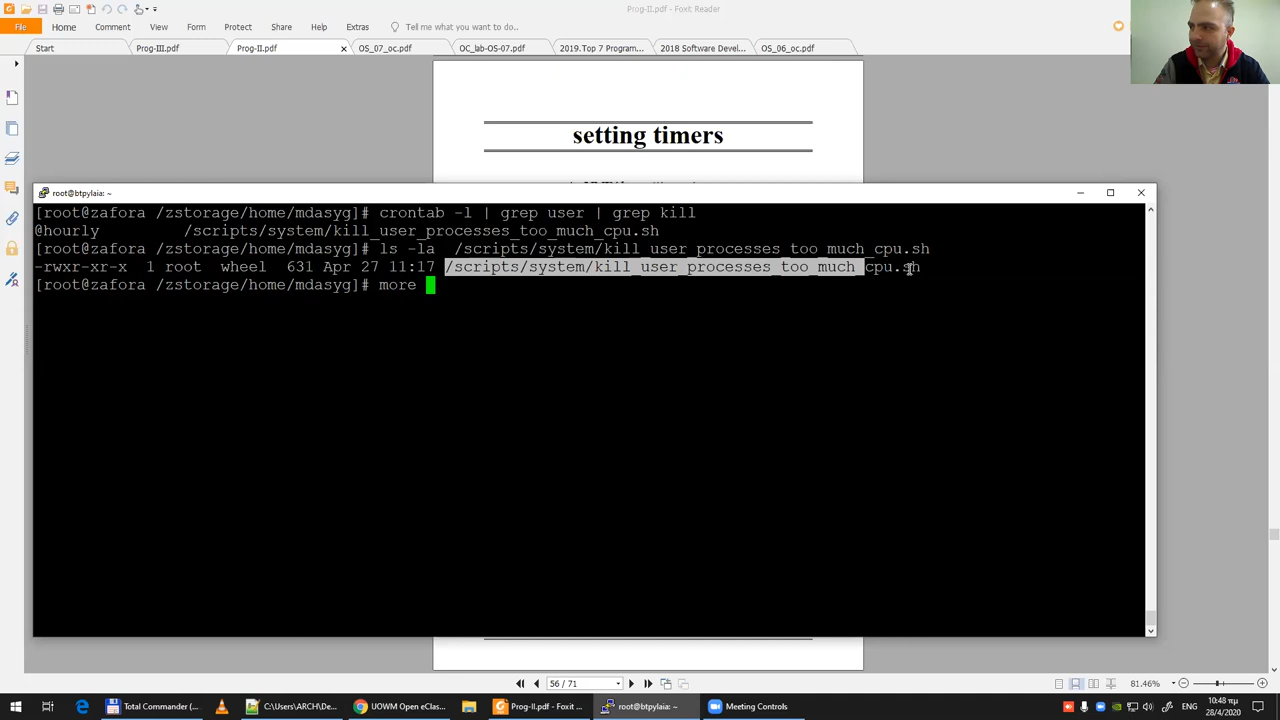 Prog-II.pdf - Foxit Reader
File Home Comment View Form Protect Share Help Extras Tell me what you want to do..
Start Prog-III.pdf Prog-II.pdf OS_07_oc.pdf OC_lab-OS-07.pdf 2019.Top 7 Program... 2018 Software Devel... OS_06_oc.pdf
setting timers
root@btpylaia: ~
[root@zafora /zstorage/home/mdasyg]# crontab -l | grep user | grep kill
@hourly /scripts/system/kill_user_processes_too_much_cpu.sh
[root@zafora /zstorage/home/mdasyg]# ls -la /scripts/system/kill_user_processes_too_much_cpu.sh
-rwxr-xr-x 1 root wheel 631 Apr 27 11:17 /scripts/system/kill_user_processes_too_much_cpu.sh
[root@zafora /zstorage/home/mdasyg]# more
56 / 71
81.46%
Total Commander (... C:\Users\ARCH\De... UOWM Open eClas... Prog-II.pdf - Foxit ... root@btpylaia: ~ Meeting Controls
10:48 πμ
28/4/2020